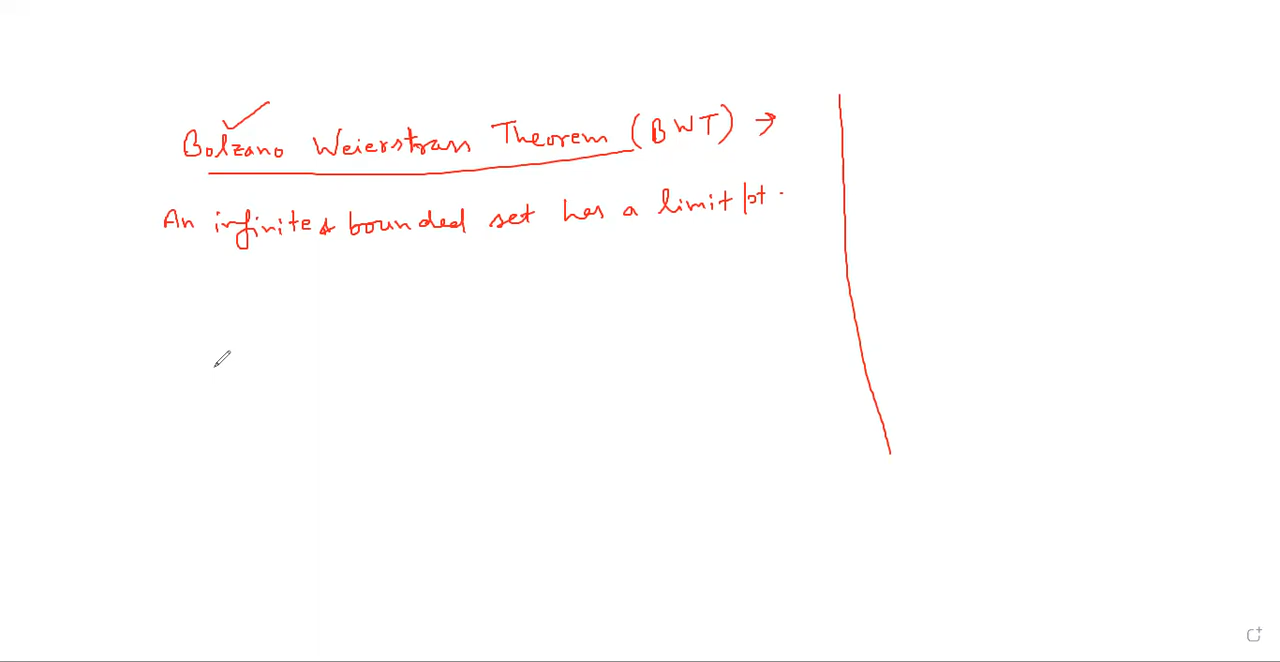 Bolzano Weierstrass Theorem (BWT) →
An infinite & bounded set has a limit pt.